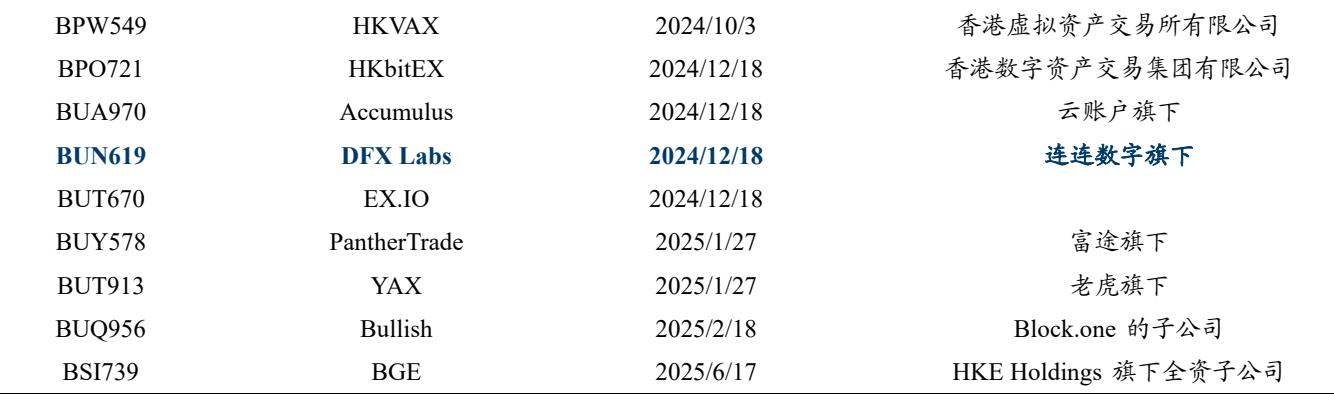 BPW549 HKVAX 2024/10/3 香港虚拟资产交易所有限公司
BPO721 HKbitEX 2024/12/18 香港数字资产交易集团有限公司
BUA970 Accumulus 2024/12/18 云账户旗下
BUN619 DFX Labs 2024/12/18 连连数字旗下
BUT670 EX.IO 2024/12/18
BUY578 PantherTrade 2025/1/27 富途旗下
BUT913 YAX 2025/1/27 老虎旗下
BUQ956 Bullish 2025/2/18 Block.one 的子公司
BSI739 BGE 2025/6/17 HKE Holdings 旗下全资子公司